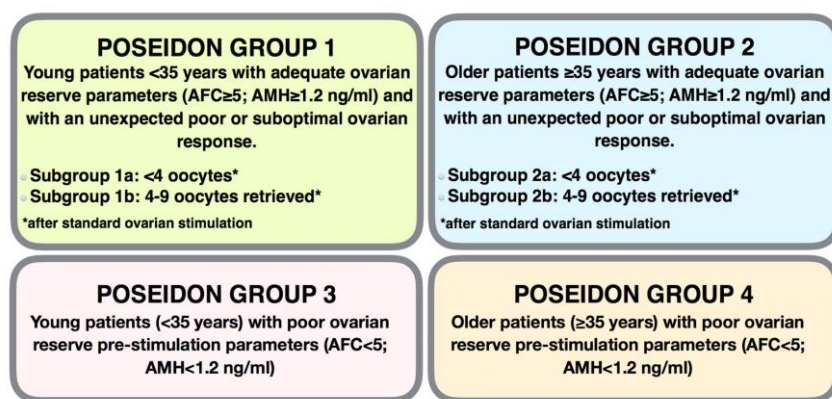 POSEIDON GROUP 1
Young patients <35 years with adequate ovarian
reserve parameters (AFC≥5; AMH≥1.2 ng/ml) and
with an unexpected poor or suboptimal ovarian
response.
Subgroup 1a: <4 oocytes*
Subgroup 1b: 4-9 oocytes retrieved*
*after standard ovarian stimulation
POSEIDON GROUP 2
Older patients ≥35 years with adequate ovarian
reserve parameters (AFC≥5; AMH≥1.2 ng/ml) and
with an unexpected poor or suboptimal ovarian
response.
Subgroup 2a: <4 oocytes*
Subgroup 2b: 4-9 oocytes retrieved*
*after standard ovarian stimulation
POSEIDON GROUP 3
Young patients (<35 years) with poor ovarian
reserve pre-stimulation parameters (AFC<5;
AMH<1.2 ng/ml)
POSEIDON GROUP 4
Older patients (≥35 years) with poor ovarian
reserve pre-stimulation parameters (AFC<5;
AMH<1.2 ng/ml)